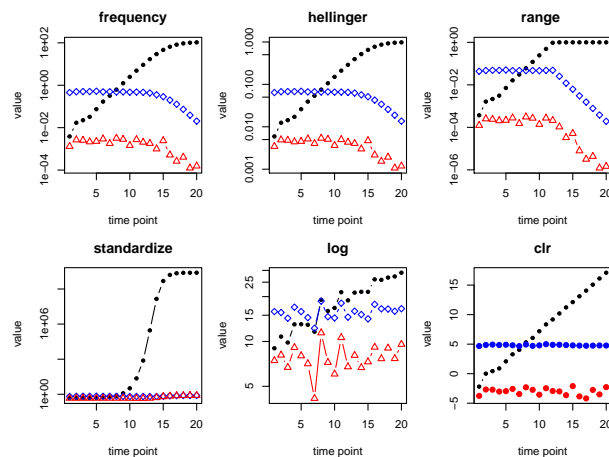 frequency
value
1e-04 1e-02 1e+00 1e+02
5 10 15 20
time point
hellinger
value
0.001 0.010 0.100 1.000
5 10 15 20
time point
range
value
1e-06 1e-04 1e-02 1e+00
5 10 15 20
time point
standardize
value
1e+00 1e+06
5 10 15 20
time point
log
value
5 10 15 25
5 10 15 20
time point
clr
value
-5 0 5 10 15
5 10 15 20
time point